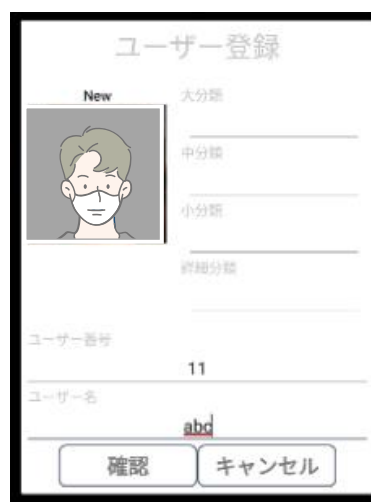 ユーザー登録
New
大分類
中分類
小分類
詳細分類
ユーザー番号
11
ユーザー名
abd
確認
キャンセル